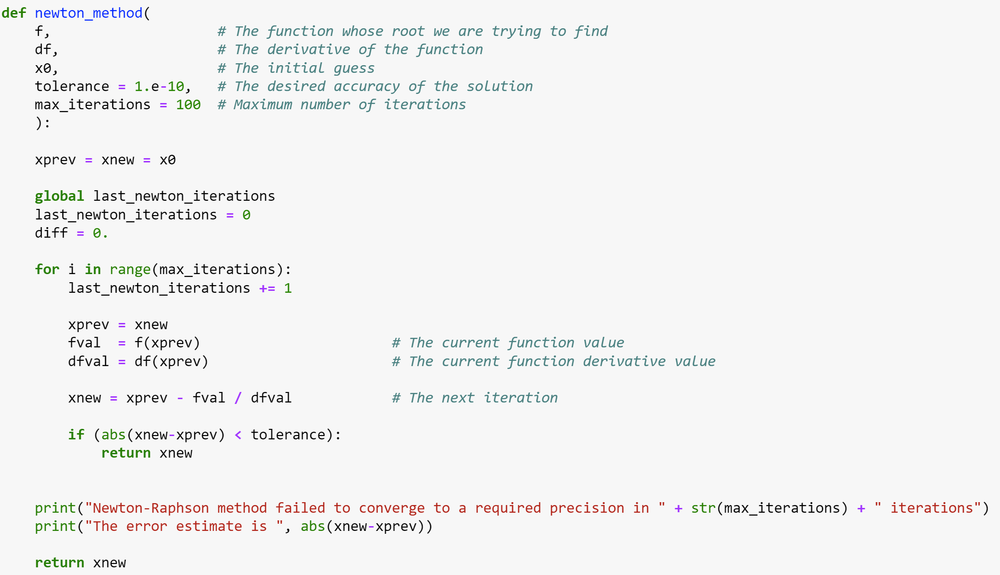 def newton_method(
    f,                    # The function whose root we are trying to find
    df,                   # The derivative of the function
    x0,                   # The initial guess
    tolerance = 1.e-10,   # The desired accuracy of the solution
    max_iterations = 100  # Maximum number of iterations
    ):

    xprev = xnew = x0

    global last_newton_iterations
    last_newton_iterations = 0
    diff = 0.

    for i in range(max_iterations):
        last_newton_iterations += 1

        xprev = xnew
        fval  = f(xprev)                       # The current function value
        dfval = df(xprev)                      # The current function derivative value

        xnew = xprev - fval / dfval            # The next iteration

        if (abs(xnew-xprev) < tolerance):
            return xnew


    print("Newton-Raphson method failed to converge to a required precision in " + str(max_iterations) + " iterations")
    print("The error estimate is ", abs(xnew-xprev))

    return xnew